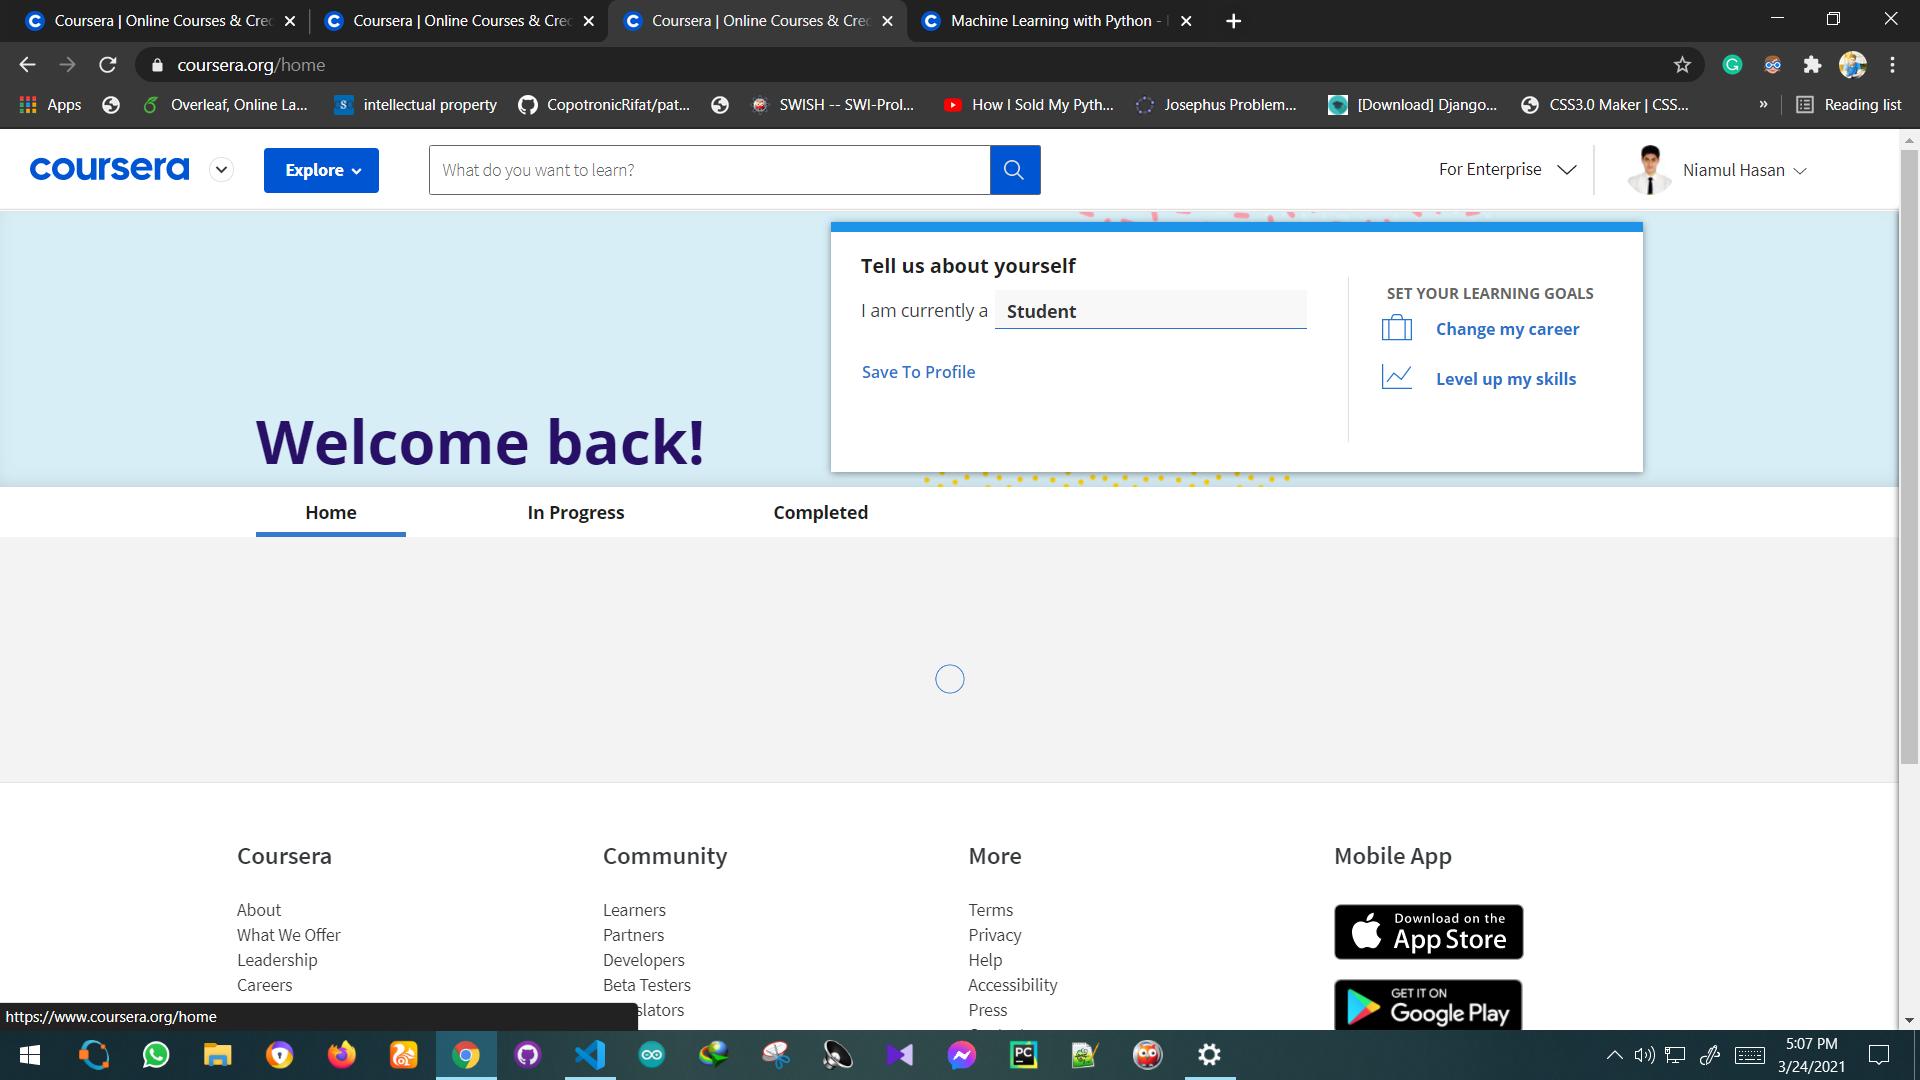 Coursera | Online Courses & Cre
Coursera | Online Courses & Cre
Coursera | Online Courses & Cre
Machine Learning with Python -
coursera.org/home
Apps
Overleaf, Online La...
intellectual property
CopotronicRifat/pat...
SWISH -- SWI-Prol...
How I Sold My Pyth...
Josephus Problem...
[Download] Django...
CSS3.0 Maker | CSS...
»
Reading list
coursera
Explore
What do you want to learn?
For Enterprise
Niamul Hasan
Tell us about yourself
I am currently a Student
Save To Profile
SET YOUR LEARNING GOALS
Change my career
Level up my skills
Welcome back!
Home
In Progress
Completed
Coursera
About
What We Offer
Leadership
Careers
Community
Learners
Partners
Developers
Beta Testers
slators
More
Terms
Privacy
Help
Accessibility
Press
Mobile App
Download on the
App Store
GET IT ON
Google Play
https://www.coursera.org/home
PC
5:07 PM
3/24/2021